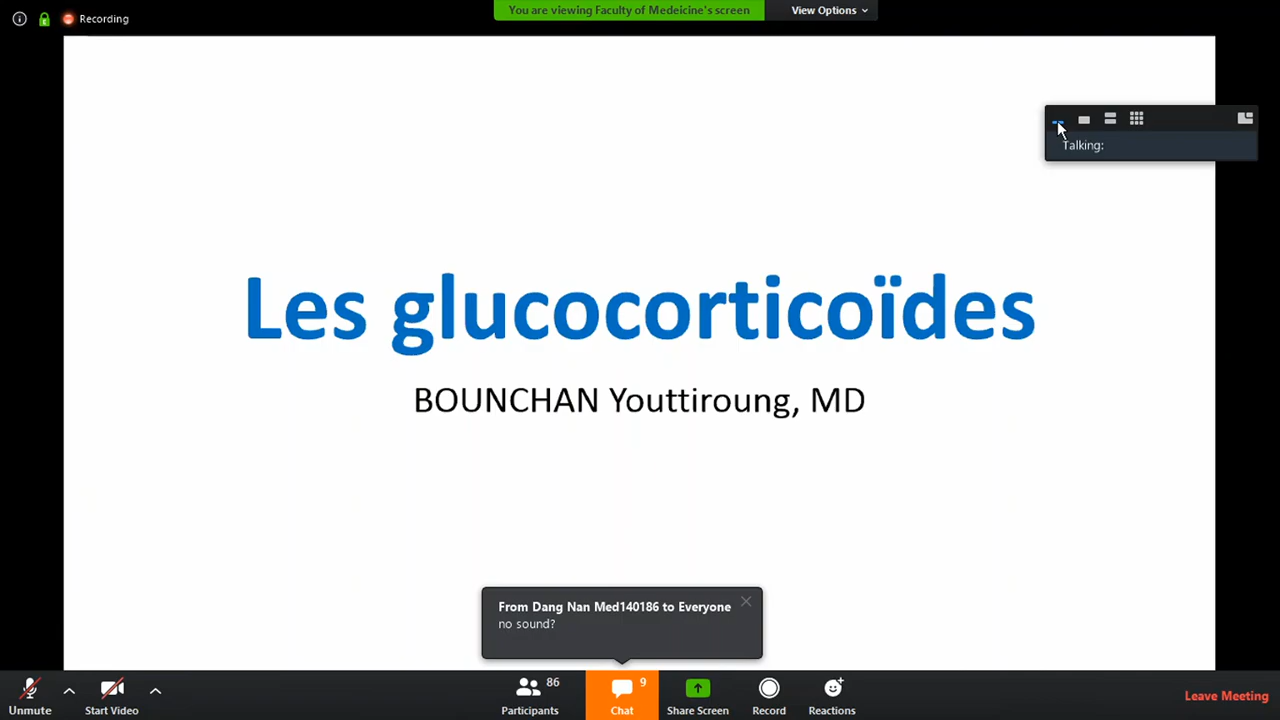 Recording
You are viewing Faculty of Medeicine's screen
View Options
Talking:
Les glucocorticoïdes
BOUNCHAN Youttiroung, MD
From Dang Nan Med140186 to Everyone
no sound?
Unmute
Start Video
86
Participants
9
Chat
Share Screen
Record
Reactions
Leave Meeting